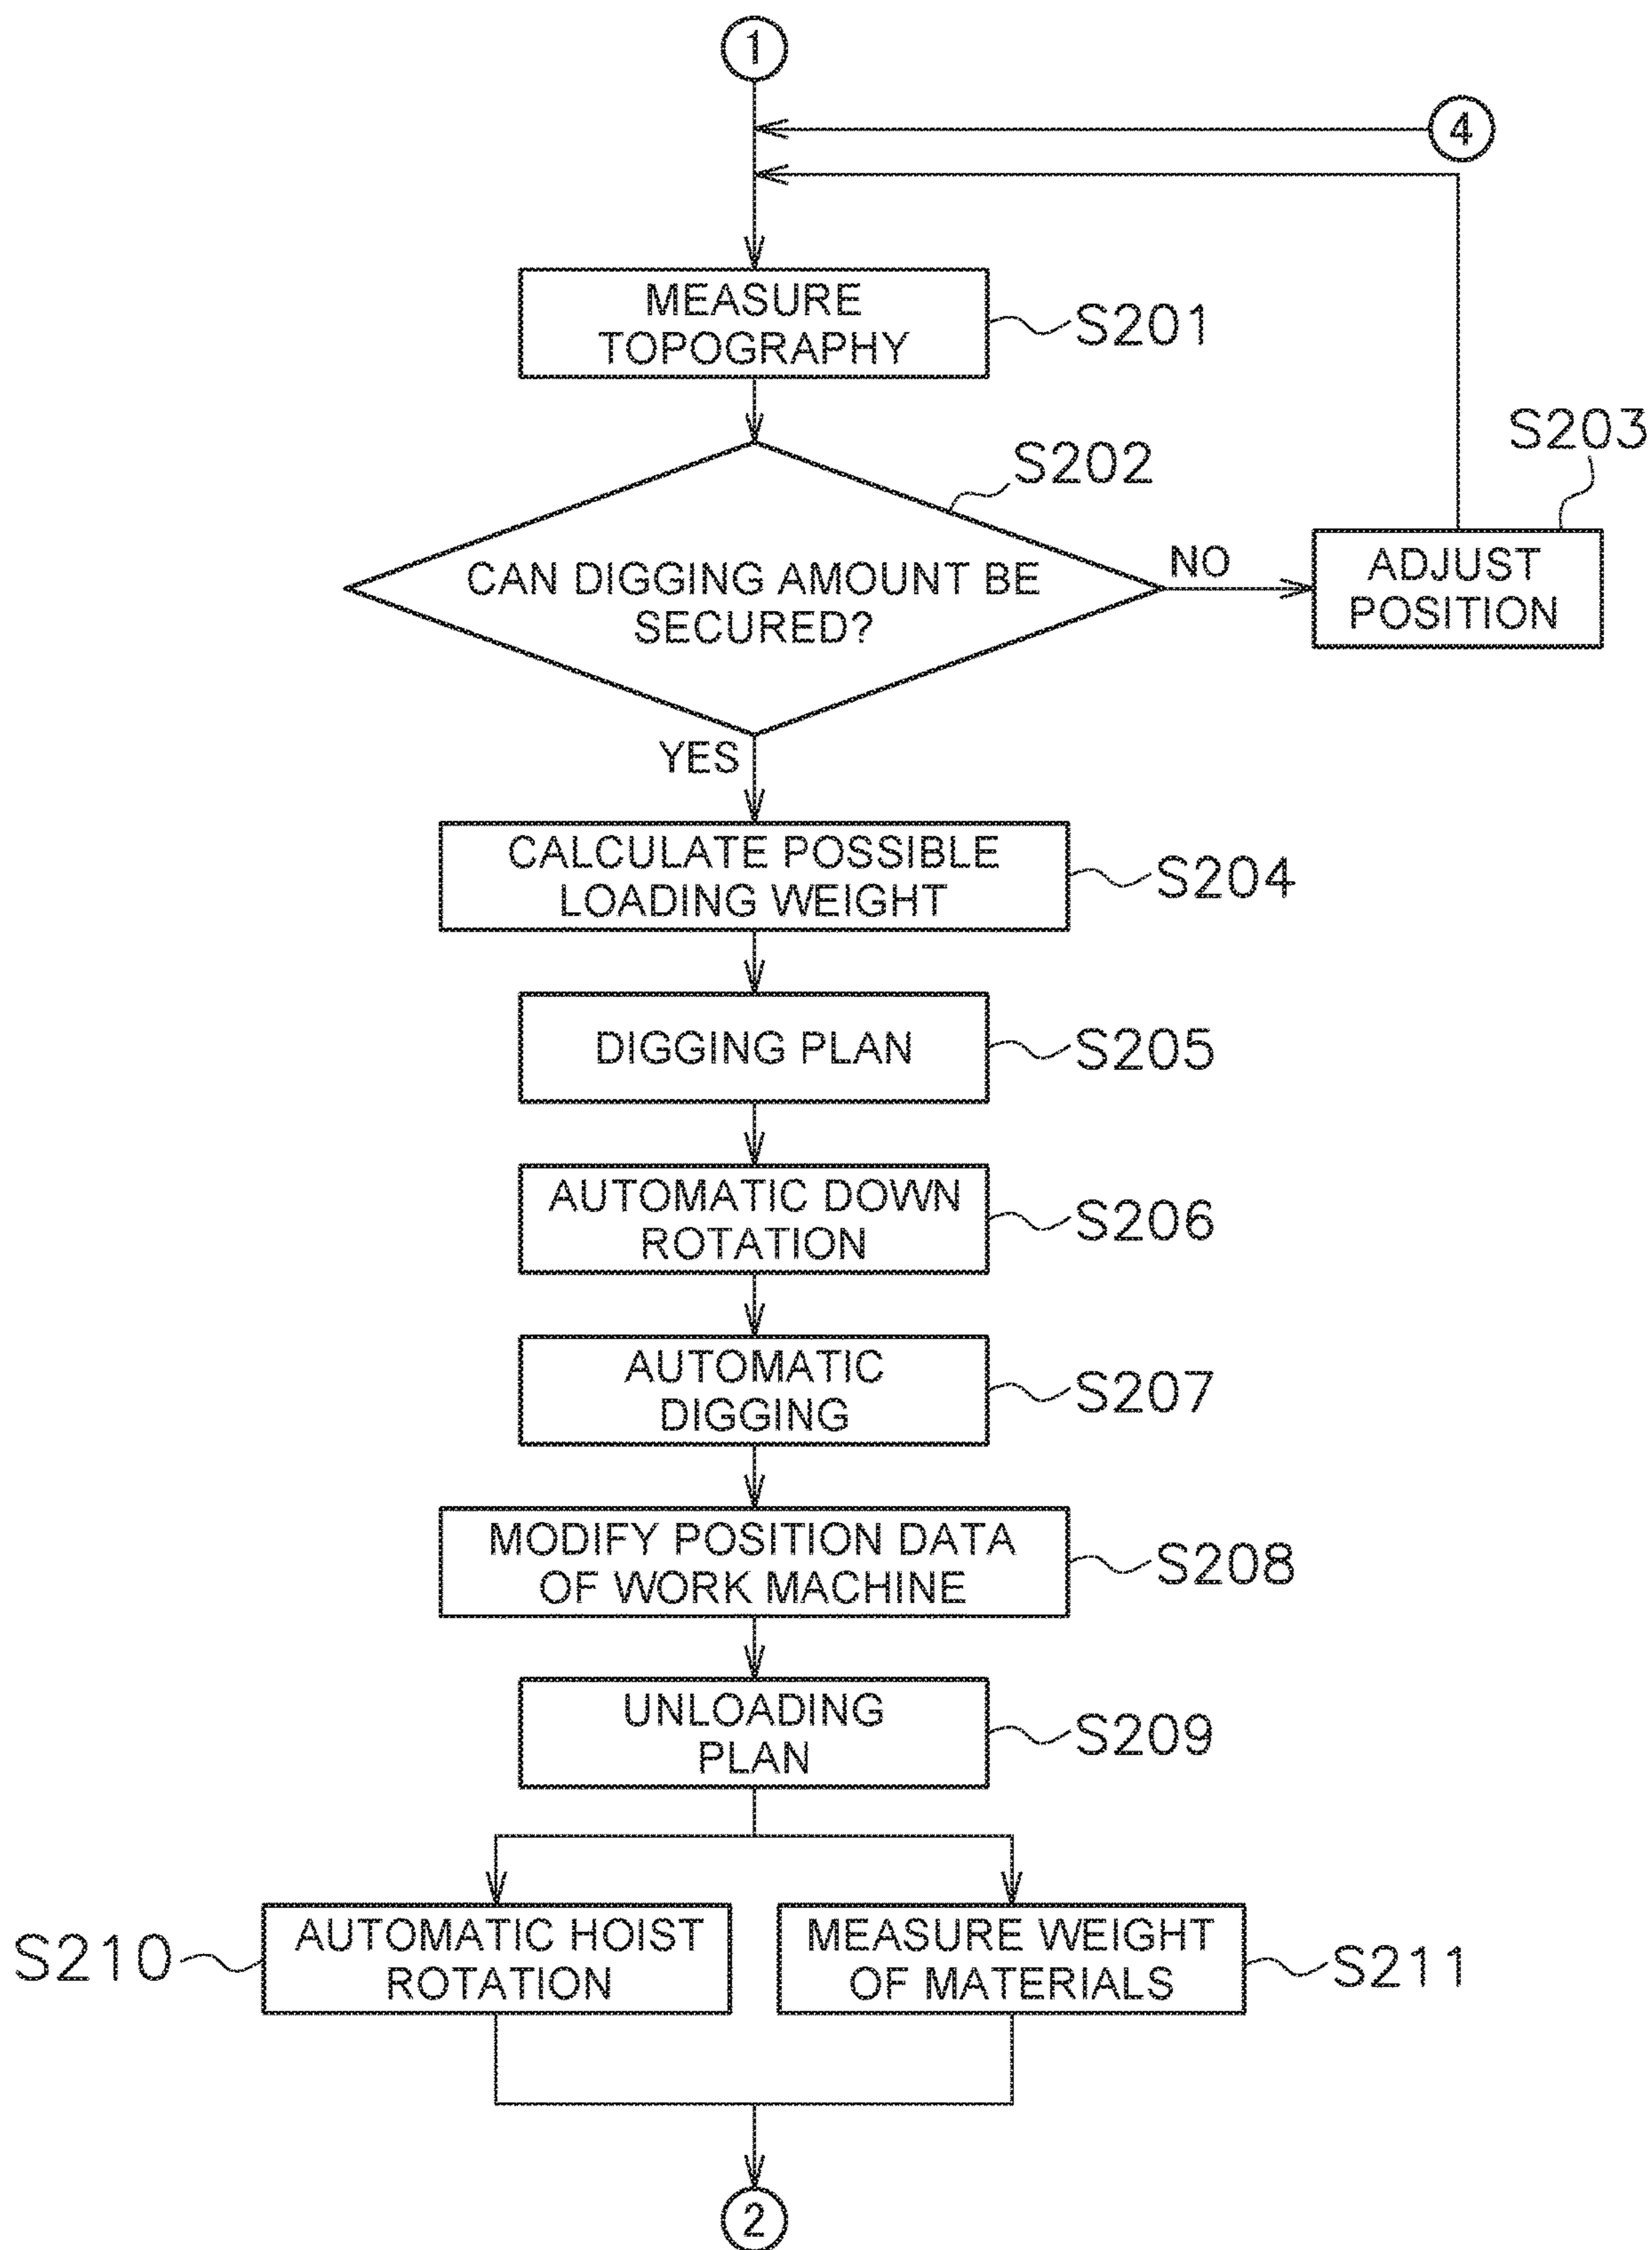 1
4
MEASURE
TOPOGRAPHY
S201
S202
S203
CAN DIGGING AMOUNT BE
SECURED?
NO
ADJUST
POSITION
YES
CALCULATE POSSIBLE
LOADING WEIGHT
S204
DIGGING PLAN
S205
AUTOMATIC DOWN
ROTATION
S206
AUTOMATIC
DIGGING
S207
MODIFY POSITION DATA
OF WORK MACHINE
S208
UNLOADING
PLAN
S209
S210
AUTOMATIC HOIST
ROTATION
MEASURE WEIGHT
OF MATERIALS
S211
2